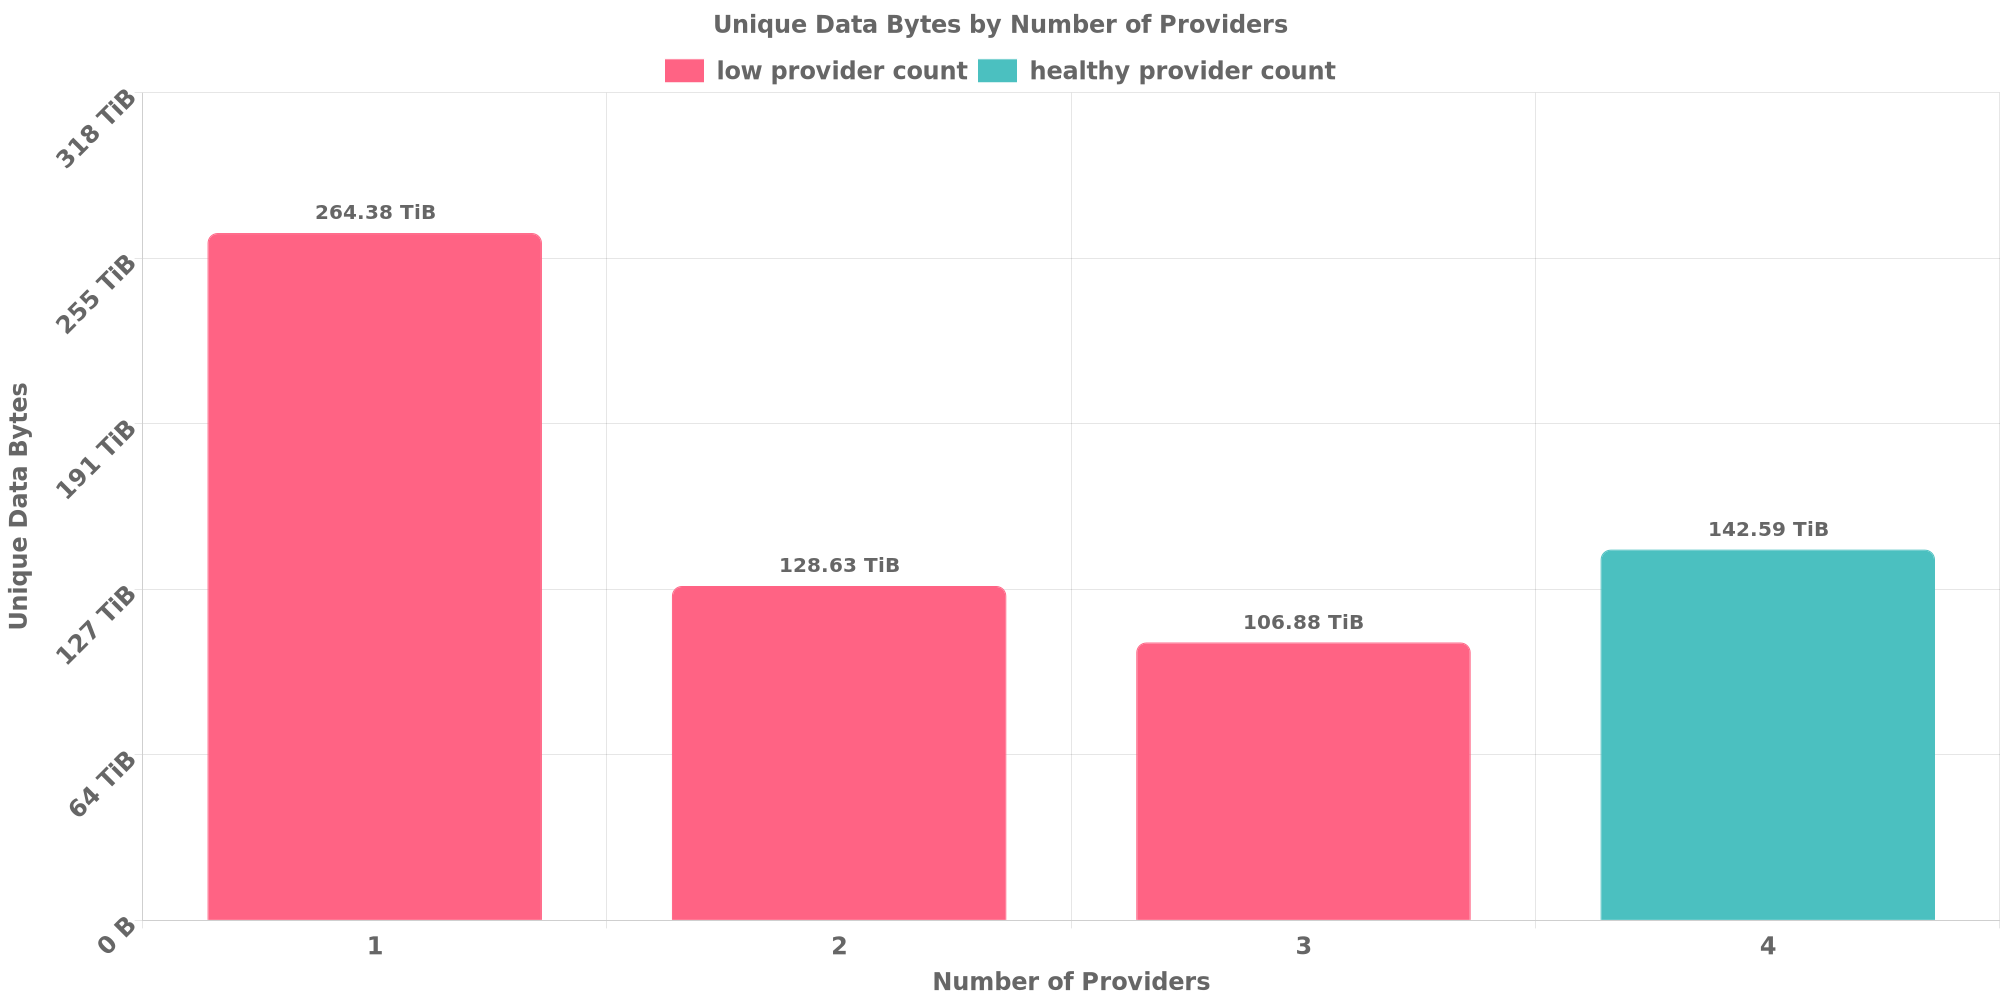 Unique Data Bytes by Number of Providers
low provider count healthy provider count
318 TiB
264.38 TiB
255 TiB
191 TiB
142.59 TiB
128.63 TiB
127 TiB
106.88 TiB
64 TiB
0 B
Unique Data Bytes
1 2 3 4
Number of Providers